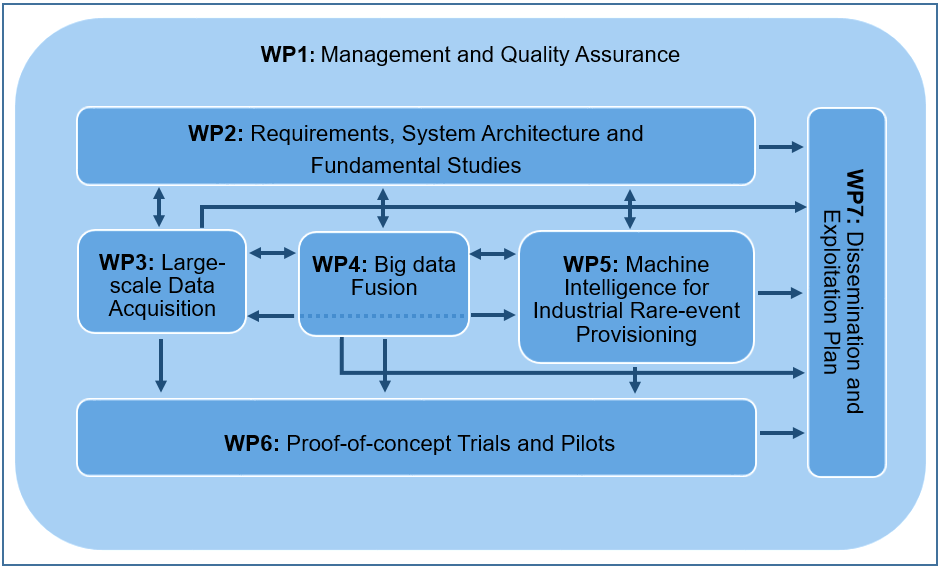 WP1: Management and Quality Assurance
WP2: Requirements, System Architecture and
Fundamental Studies
WP3: Large-
scale Data
Acquisition
WP4: Big data
Fusion
WP5: Machine
Intelligence for
Industrial Rare-event
Provisioning
WP6: Proof-of-concept Trials and Pilots
WP7: Dissemination and
Exploitation Plan